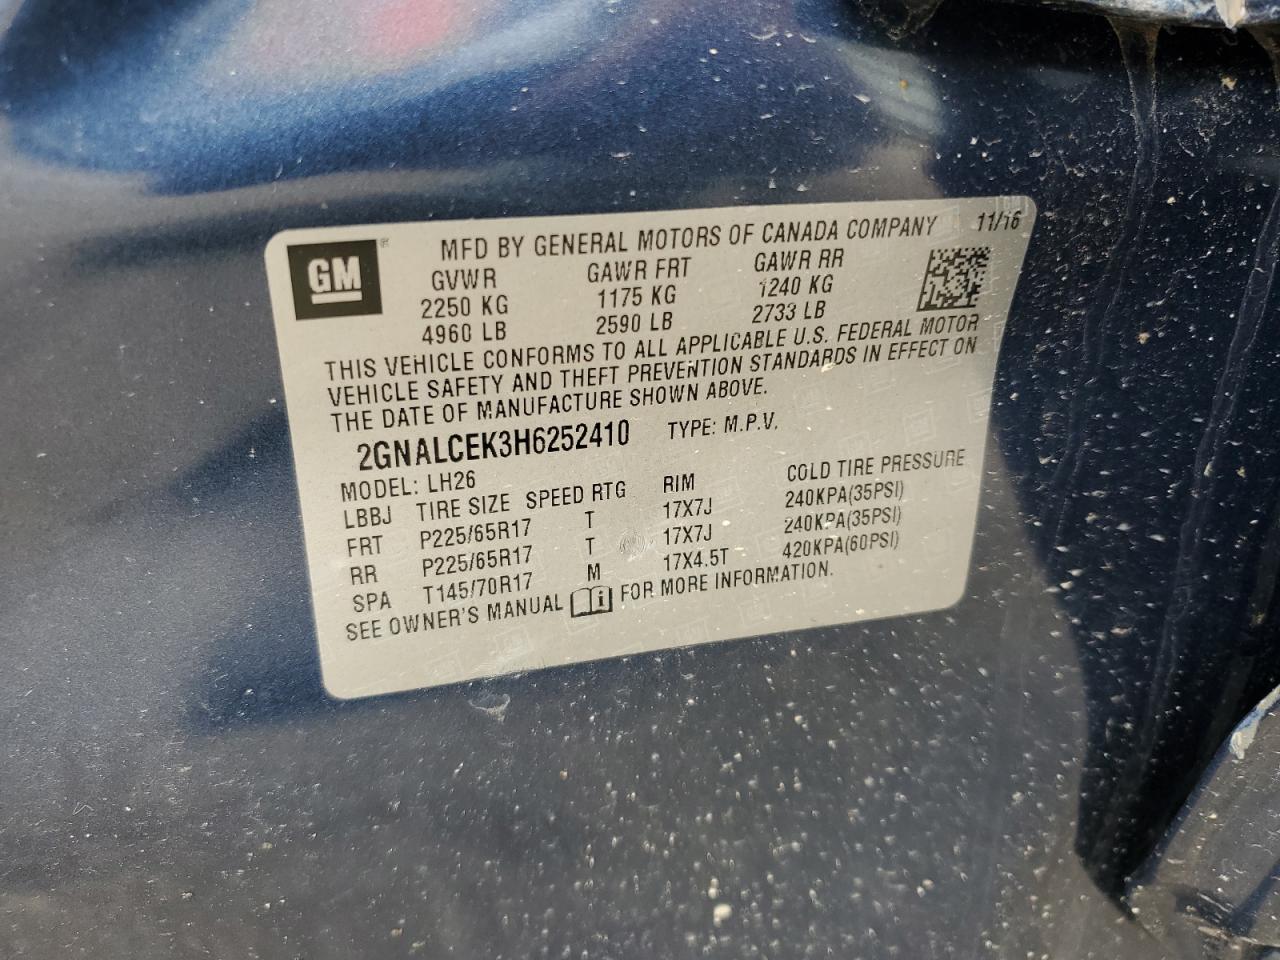 GM ®
MFD BY GENERAL MOTORS OF CANADA COMPANY 11/16
GVWR GAWR FRT GAWR RR
2250 KG 1175 KG 1240 KG
4960 LB 2590 LB 2733 LB
THIS VEHICLE CONFORMS TO ALL APPLICABLE U.S. FEDERAL MOTOR
VEHICLE SAFETY AND THEFT PREVENTION STANDARDS IN EFFECT ON
THE DATE OF MANUFACTURE SHOWN ABOVE.
2GNALCEK3H6252410 TYPE: M.P.V.
MODEL: LH26
LBBJ TIRE SIZE SPEED RTG RIM COLD TIRE PRESSURE
FRT P225/65R17 T 17X7J 240KPA(35PSI)
RR P225/65R17 T 17X7J 240KPA(35PSI)
SPA T145/70R17 M 17X4.5T 420KPA(60PSI)
SEE OWNER'S MANUAL i FOR MORE INFORMATION.